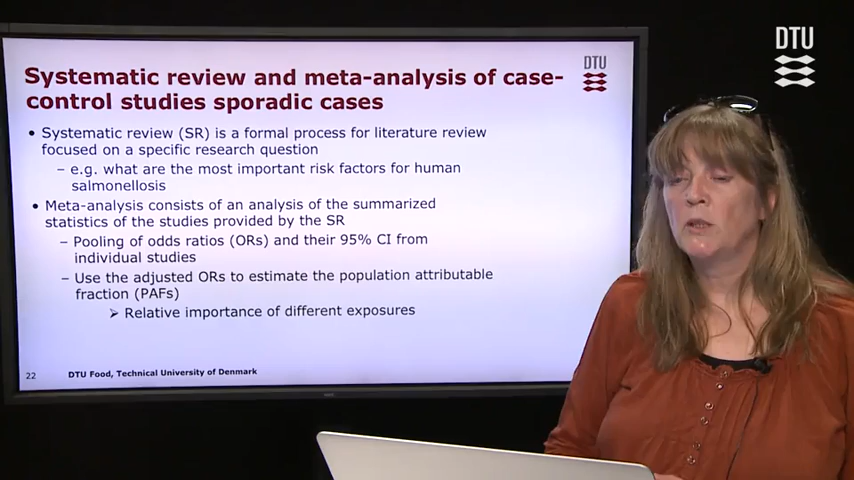 DTU
DTU
Systematic review and meta-analysis of case-
control studies sporadic cases
• Systematic review (SR) is a formal process for literature review
focused on a specific research question
– e.g. what are the most important risk factors for human
salmonellosis
• Meta-analysis consists of an analysis of the summarized
statistics of the studies provided by the SR
– Pooling of odds ratios (ORs) and their 95% CI from
individual studies
– Use the adjusted ORs to estimate the population attributable
fraction (PAFs)
➢ Relative importance of different exposures
22 DTU Food, Technical University of Denmark